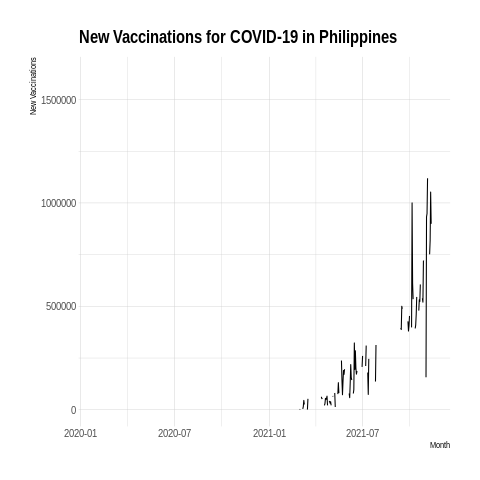 New Vaccinations for COVID-19 in Philippines
New Vaccinations
1500000
1000000
500000
0
2020-01
2020-07
2021-01
2021-07
Month